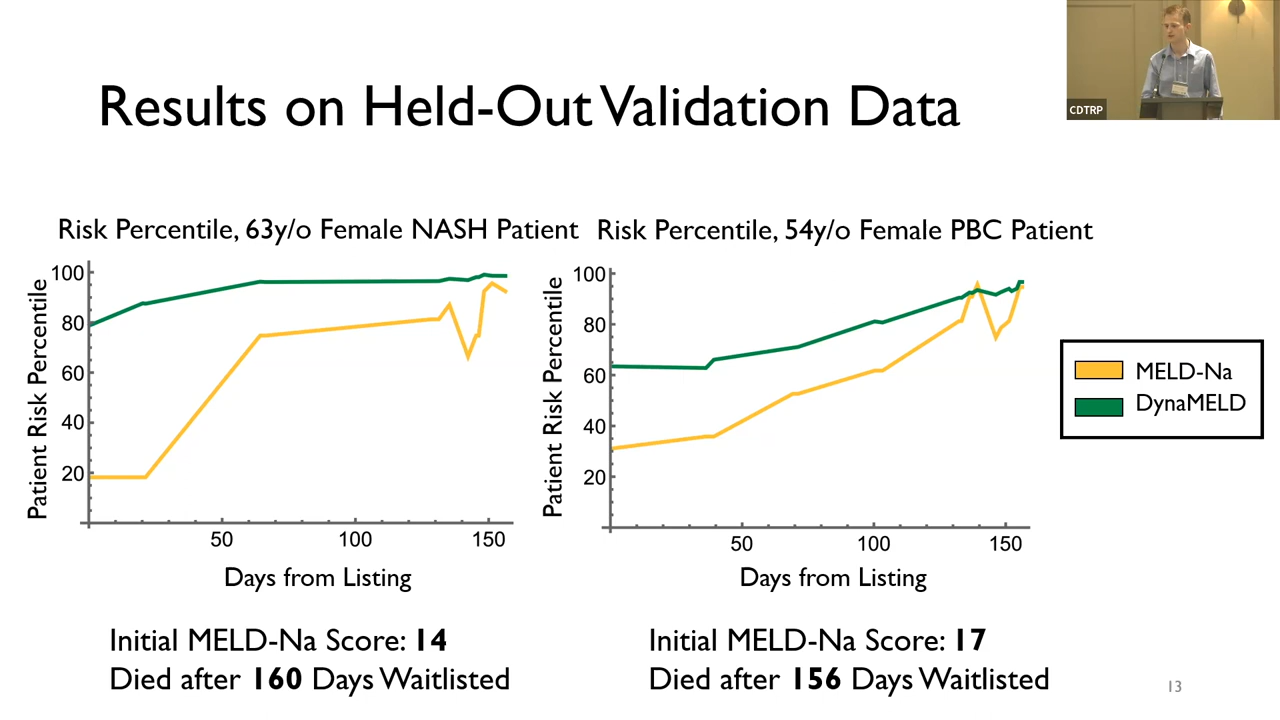 CDTRP
Results on Held-Out Validation Data
Risk Percentile, 63y/o Female NASH Patient
Patient Risk Percentile
100
80
60
40
20
50
100
150
Days from Listing
Initial MELD-Na Score: 14
Died after 160 Days Waitlisted
Risk Percentile, 54y/o Female PBC Patient
Patient Risk Percentile
100
80
60
40
20
50
100
150
Days from Listing
Initial MELD-Na Score: 17
Died after 156 Days Waitlisted
MELD-Na
DynaMELD
13